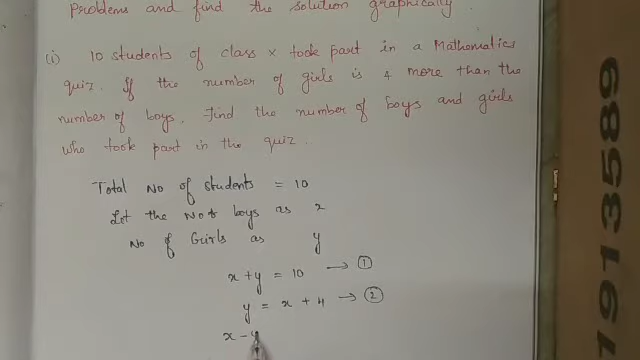 problems and find the solution graphically.
(i) 10 students of class x took part in a Mathematics
quiz. If the number of girls is 4 more than the
number of boys. Find the number of boys and girls
who took part in the quiz.
Total No of students = 10
Let the No of boys as x
No of Girls as y
x + y = 10 → ①
y = x + 4 → ②
x - y
1913589